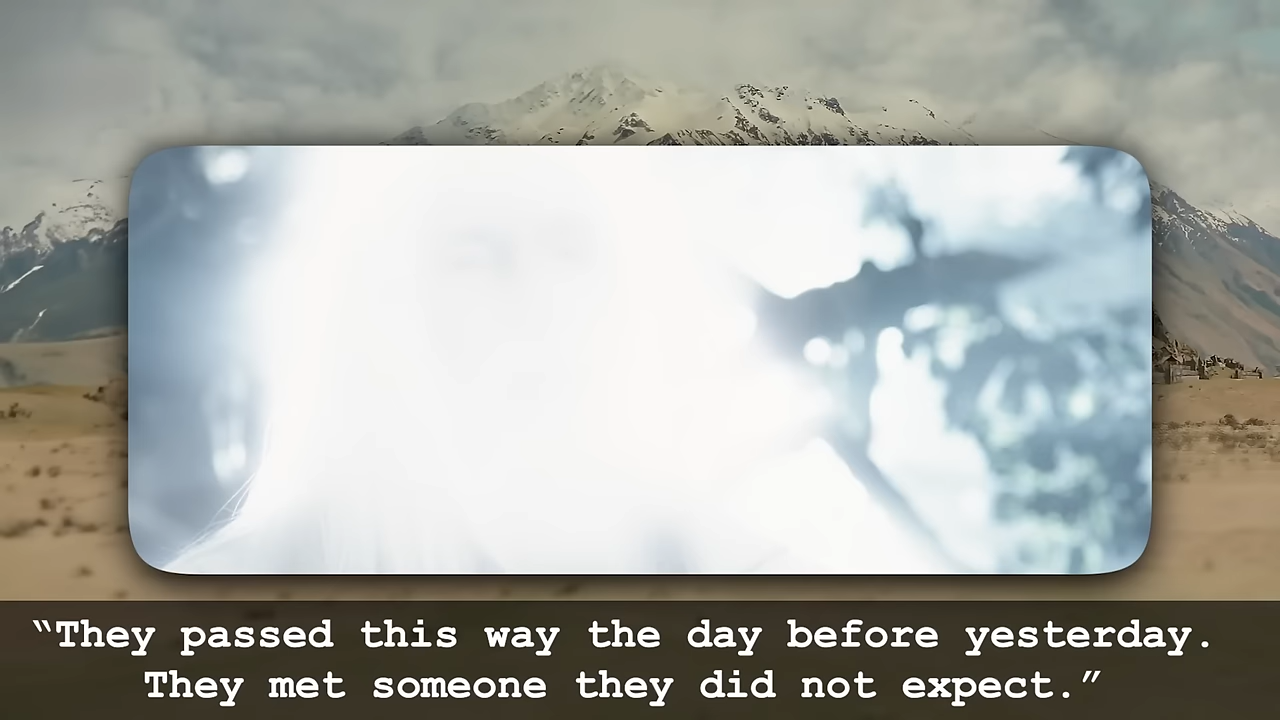 “They passed this way the day before yesterday.
They met someone they did not expect.”